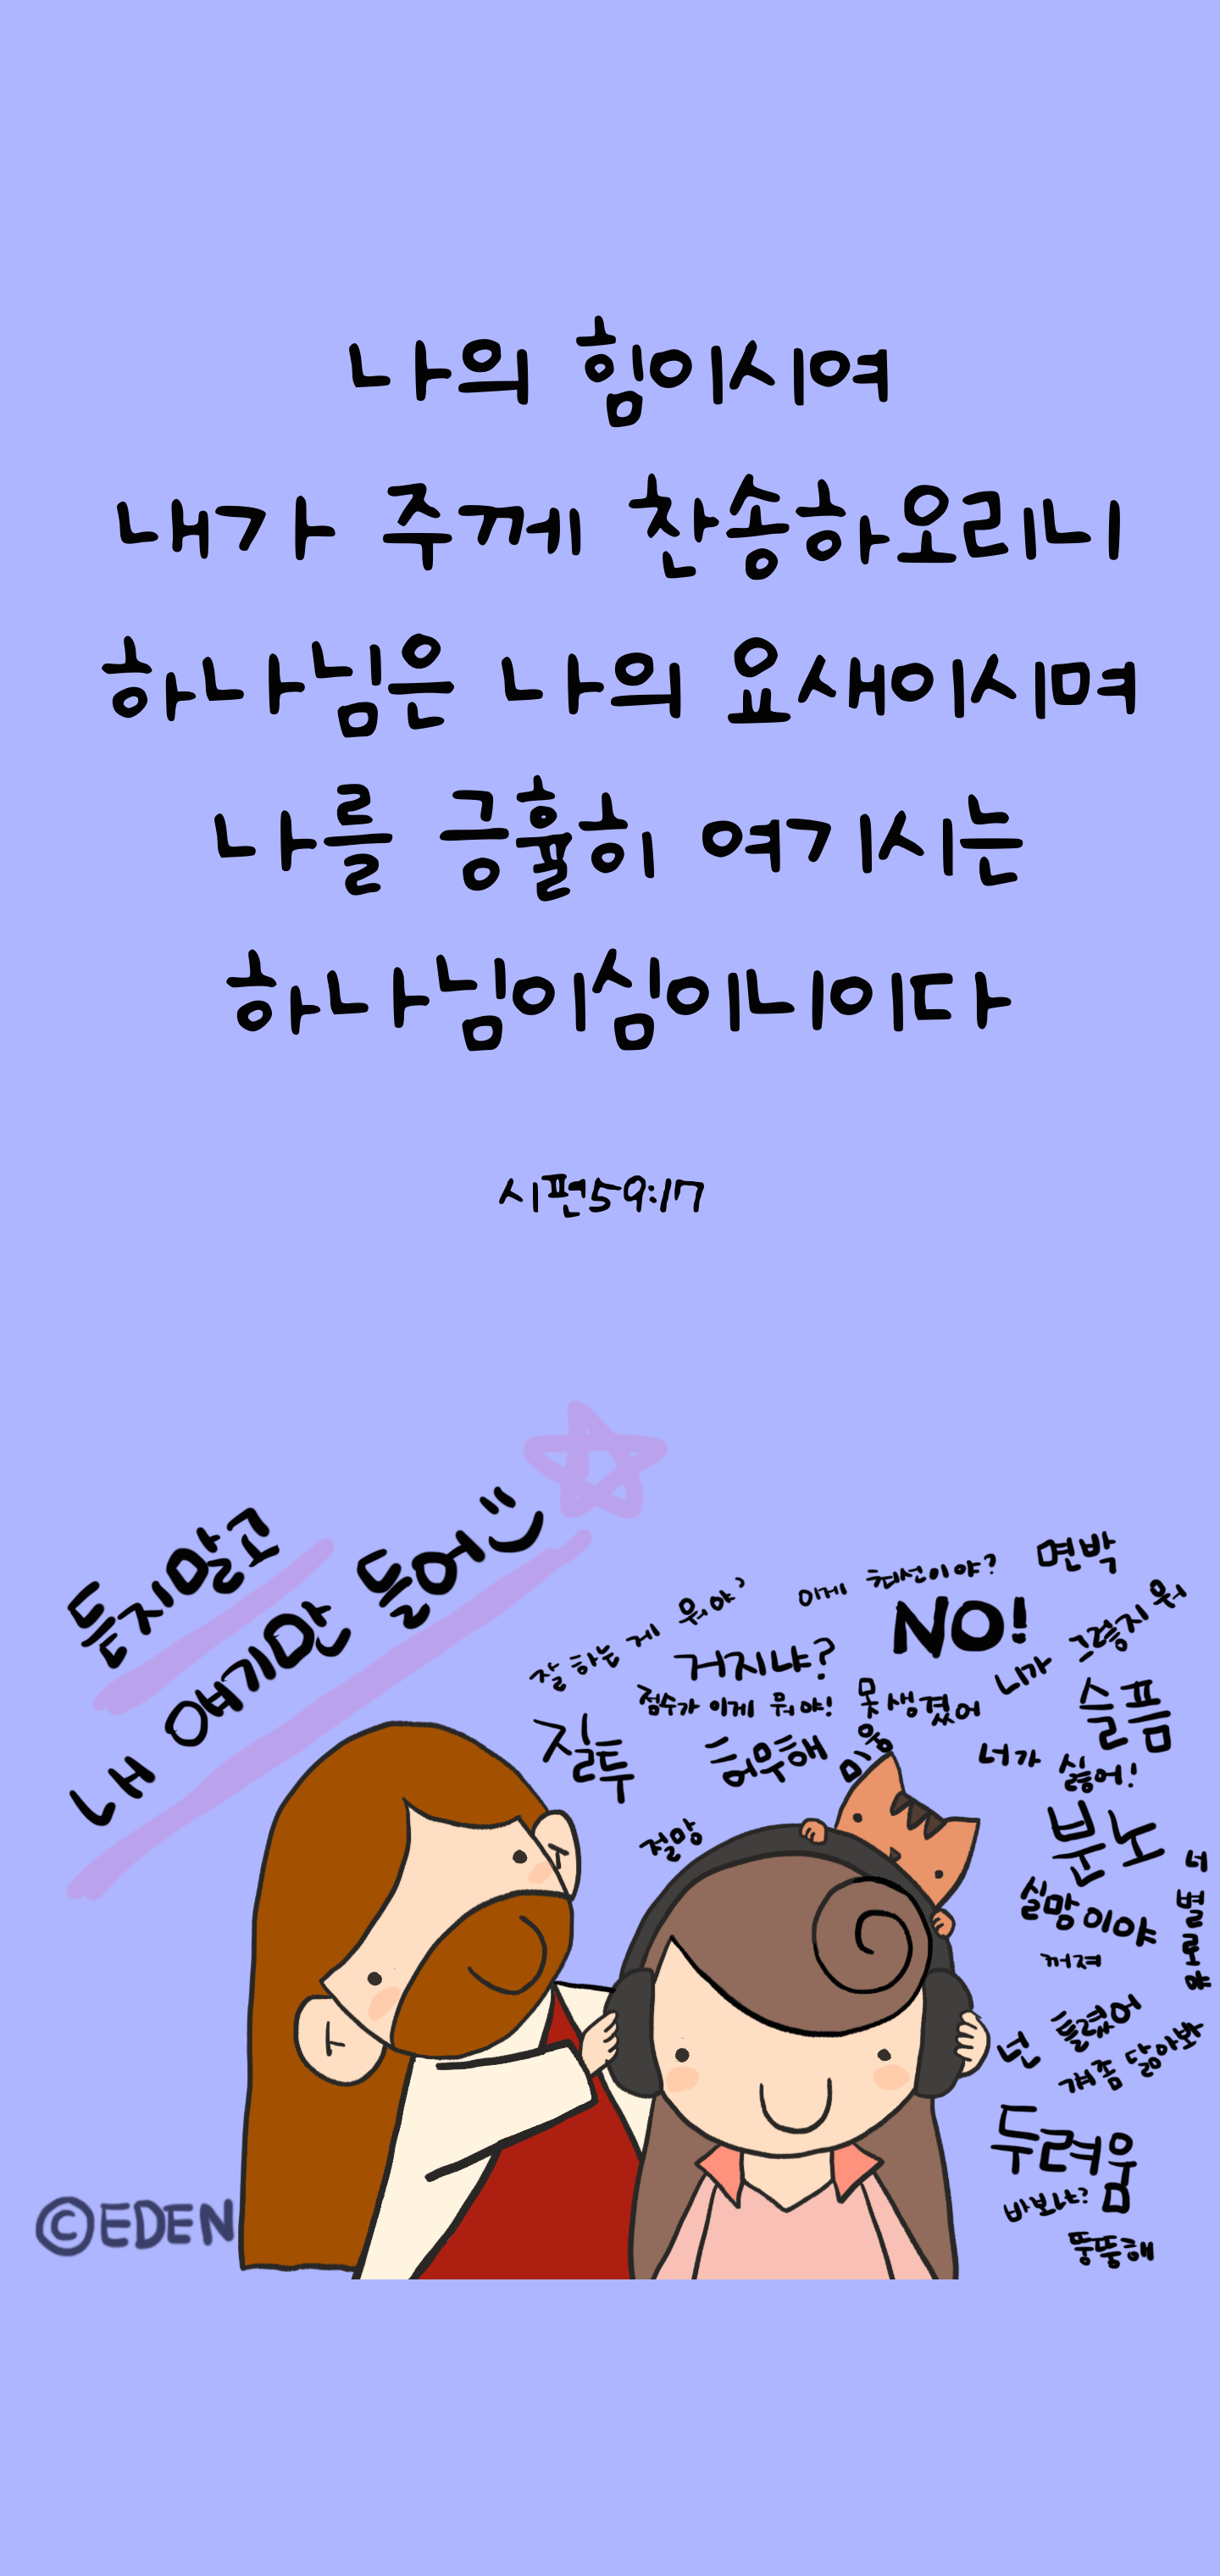 나의 힘이시여
내가 주께 찬송하오리니
하나님은 나의 요새이시며
나를 긍휼히 여기시는
하나님이심이니이다
시편59:17
듣지말고
내 얘기만 들어
잘 하는 게 뭐야?
이게 최선이야?
면박
NO!
거지냐?
니가 그렇지 뭐
점수가 이게 뭐야!
못생겼어
슬픔
질투
허무해
미움
너가 싫어!
절망
분노
너 별로야
실망이야
꺼져
넌 틀렸어
걔좀 닮아봐
두려움
바보냐?
뚱뚱해
©EDEN